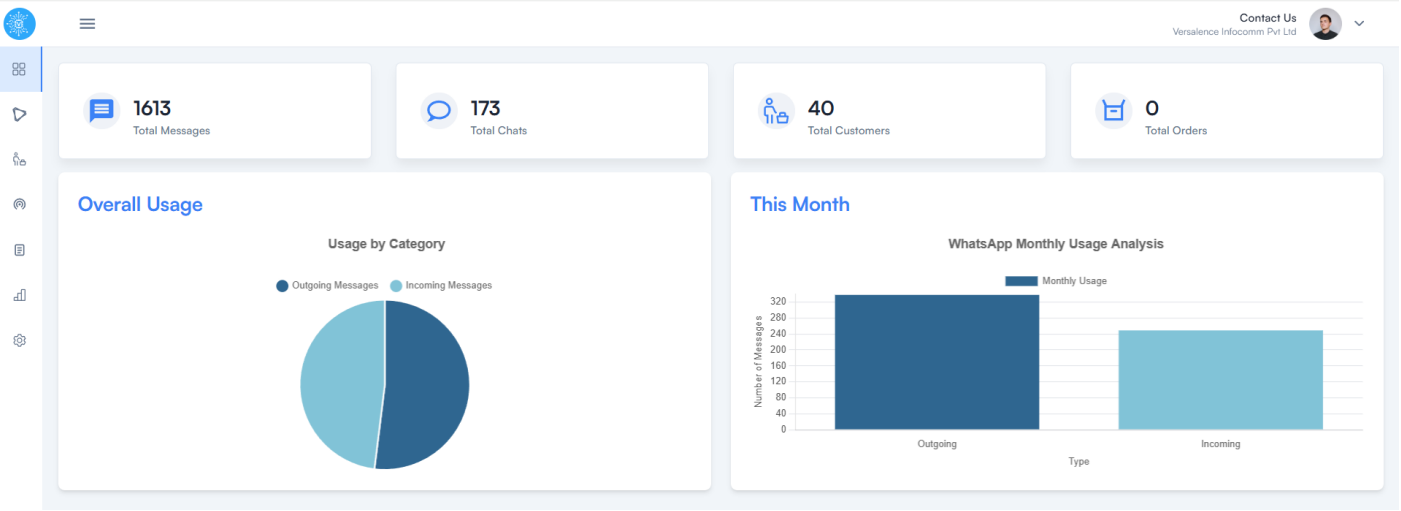 Contact Us
Versalence Infocomm Pvt Ltd
1613
Total Messages
173
Total Chats
40
Total Customers
0
Total Orders
Overall Usage
Usage by Category
Outgoing Messages
Incoming Messages
This Month
WhatsApp Monthly Usage Analysis
Monthly Usage
Number of Messages
320
280
240
200
160
120
80
40
0
Outgoing
Incoming
Type